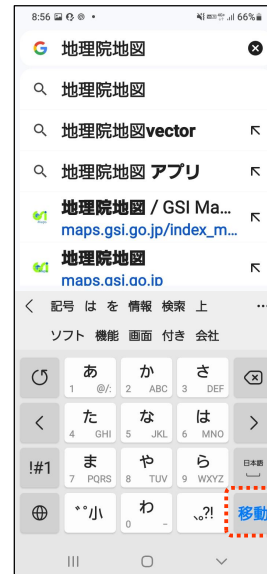 8:56 66%
地理院地図
地理院地図
地理院地図vector
地理院地図 アプリ
地理院地図 / GSI Ma...
maps.gsi.go.jp/index_m...
地理院地図
maps.gsi.go.jp
記号 は を 情報 検索 上 ...
ソフト 機能 画面 付き 会社
あ か さ
1 @/: 2 ABC 3 DEF
た な は
4 GHI 5 JKL 6 MNO
!#1 ま や ら 日本語
7 PQRS 8 TUV 9 WXYZ
゛゜小 わ 、。?! 移動
0 -